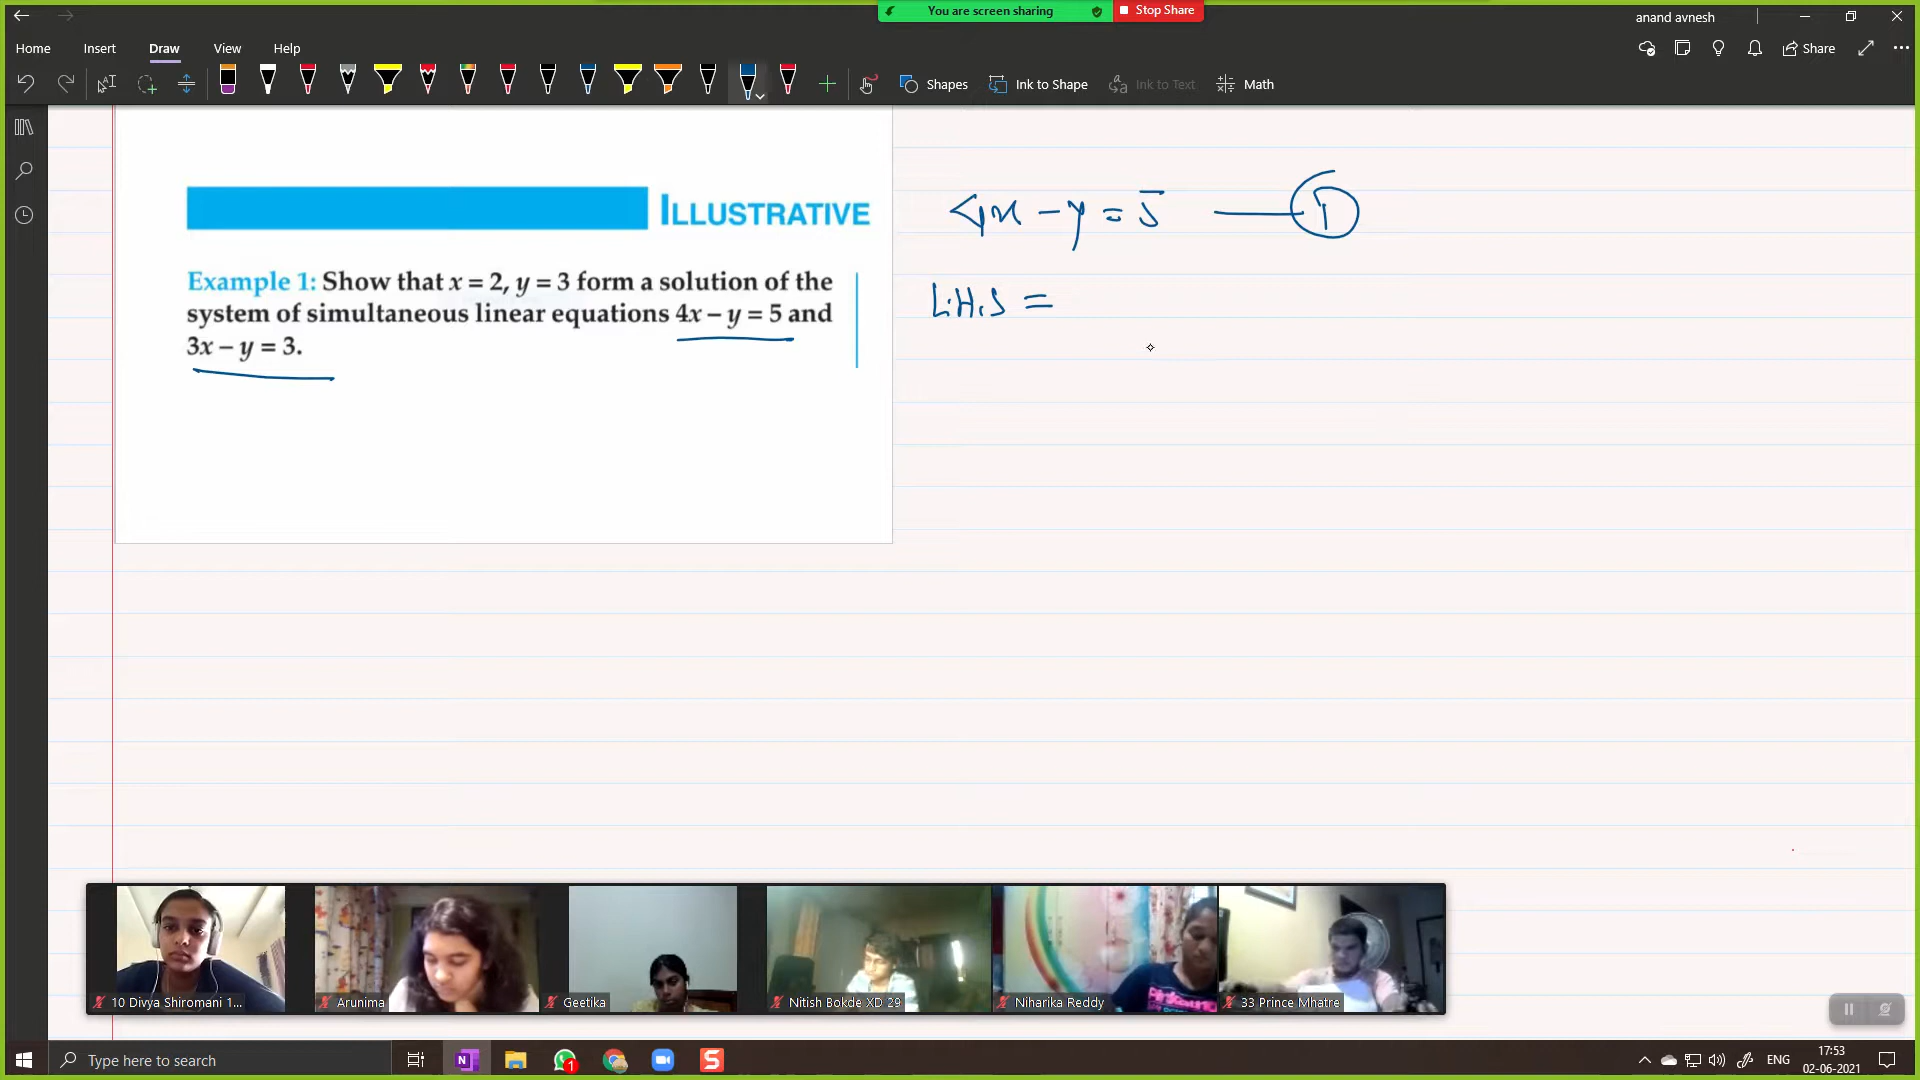 You are screen sharing Stop Share
anand avnesh
Home Insert Draw View Help
Share
Shapes Ink to Shape Ink to Text Math
ILLUSTRATIVE
Example 1: Show that x = 2, y = 3 form a solution of the
system of simultaneous linear equations 4x – y = 5 and
3x – y = 3.
4x - y = 5 —— 1
L.H.S =
10 Divya Shiromani 1...
Arunima
Geetika
Nitish Bokde XD 29
Niharika Reddy
33 Prince Mhatre
Type here to search
N
1
S
ENG
17:53
02-06-2021